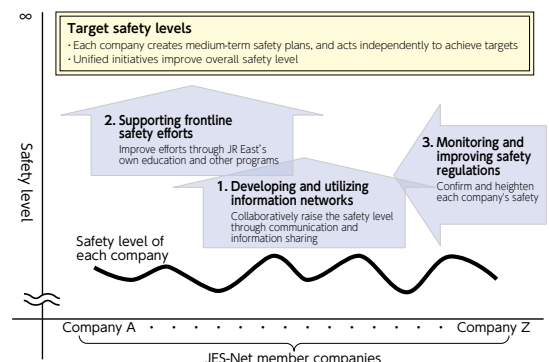 ∞
Target safety levels
· Each company creates medium-term safety plans, and acts independently to achieve targets
· Unified initiatives improve overall safety level
2. Supporting frontline
safety efforts
Improve efforts through JR East's
own education and other programs
3. Monitoring and
improving safety
regulations
Confirm and heighten
each company's safety
1. Developing and utilizing
information networks
Collaboratively raise the safety level
through communication and
information sharing
Safety level
Safety level of
each company
Company A · · · · · · · · · · · · · · · Company Z
JES-Net member companies